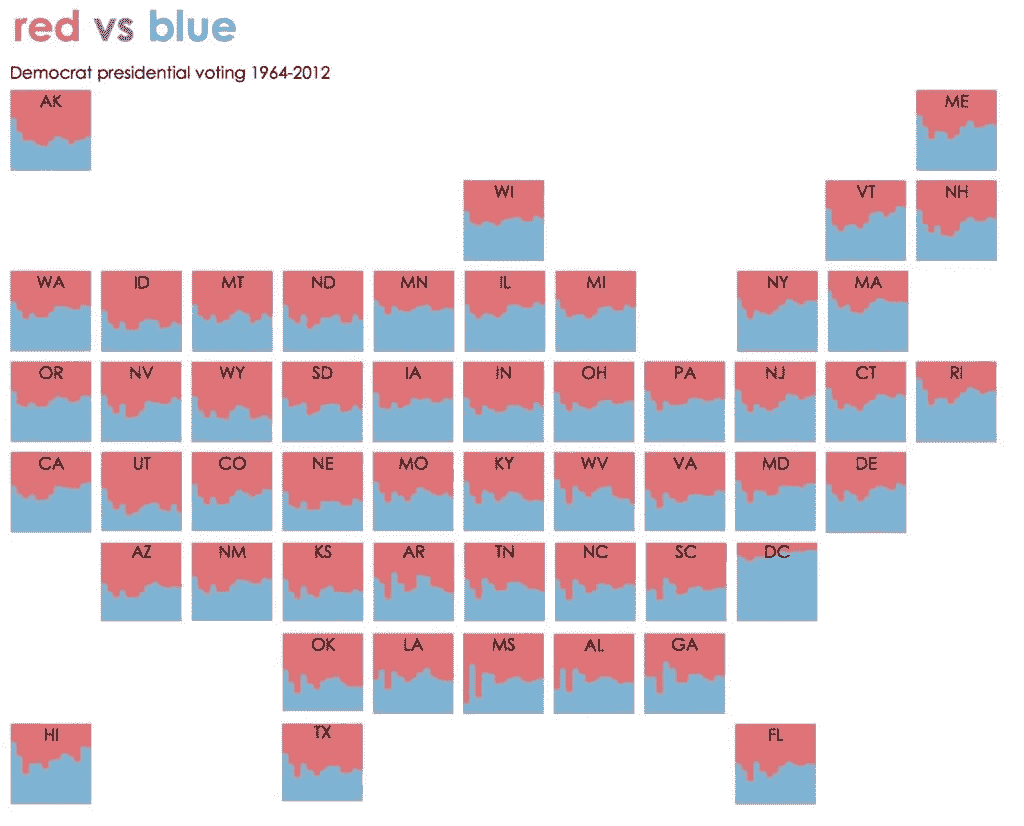 red vs blue
Democrat presidential voting 1964-2012
AK ME
WI VT NH
WA ID MT ND MN IL MI NY MA
OR NV WY SD IA IN OH PA NJ CT RI
CA UT CO NE MO KY WV VA MD DE
AZ NM KS AR TN NC SC DC
OK LA MS AL GA
HI TX FL